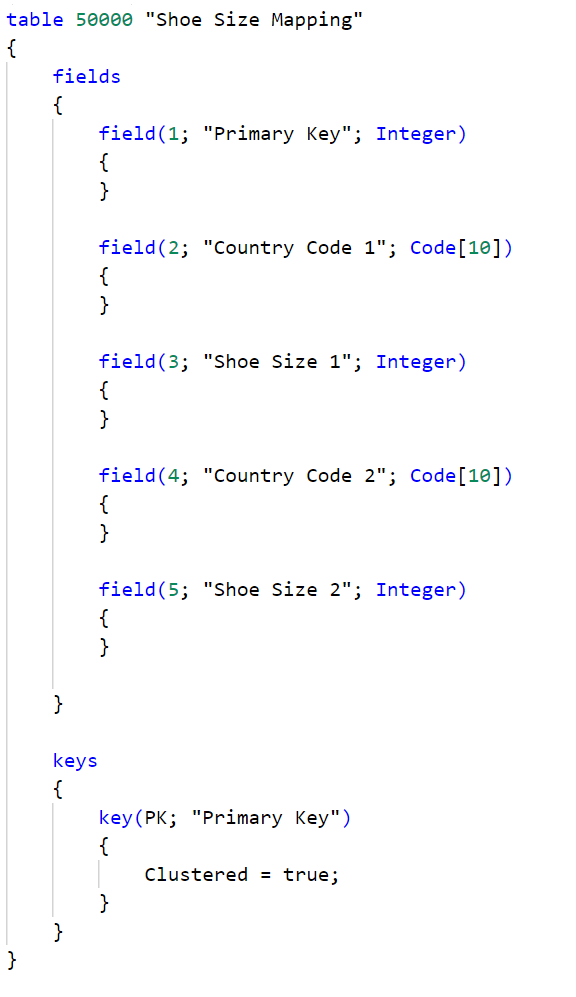 table 50000 "Shoe Size Mapping"
{
    fields
    {
        field(1; "Primary Key"; Integer)
        {
        }

        field(2; "Country Code 1"; Code[10])
        {
        }

        field(3; "Shoe Size 1"; Integer)
        {
        }

        field(4; "Country Code 2"; Code[10])
        {
        }

        field(5; "Shoe Size 2"; Integer)
        {
        }

    }

    keys
    {
        key(PK; "Primary Key")
        {
            Clustered = true;
        }
    }
}